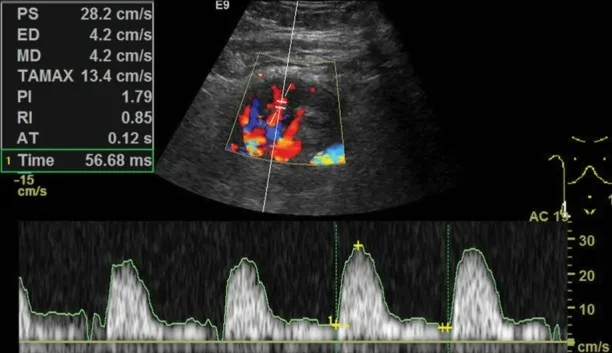 E9
PS 28.2 cm/s
ED 4.2 cm/s
MD 4.2 cm/s
TAMAX 13.4 cm/s
PI 1.79
RI 0.85
AT 0.12 s
1 Time 56.68 ms
-15
cm/s
AC
30
20
10
cm/s
1